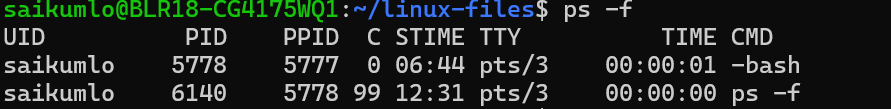 saikumlo@BLR18-CG4175WQ1:~/linux-files$ ps -f
UID          PID    PPID  C STIME TTY          TIME CMD
saikumlo    5778    5777  0 06:44 pts/3    00:00:01 -bash
saikumlo    6140    5778 99 12:31 pts/3    00:00:00 ps -f